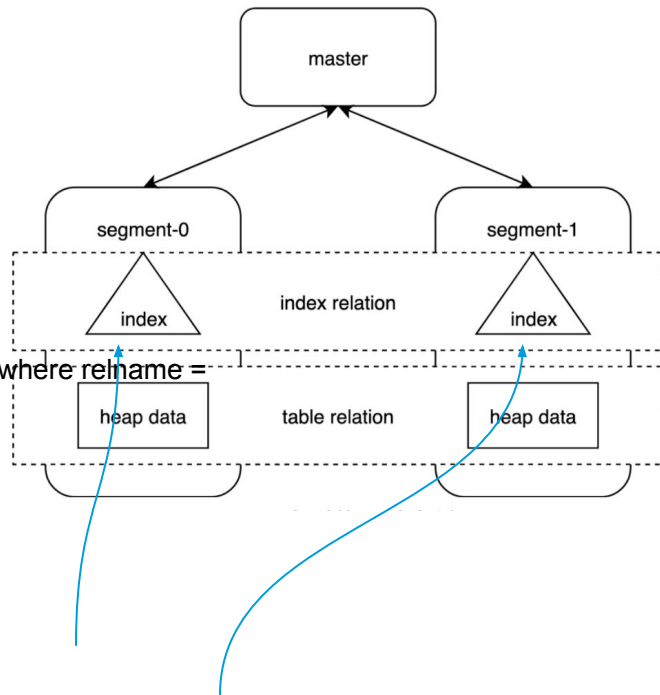 master
segment-0
segment-1
index
index relation
index
where relname =
heap data
table relation
heap data